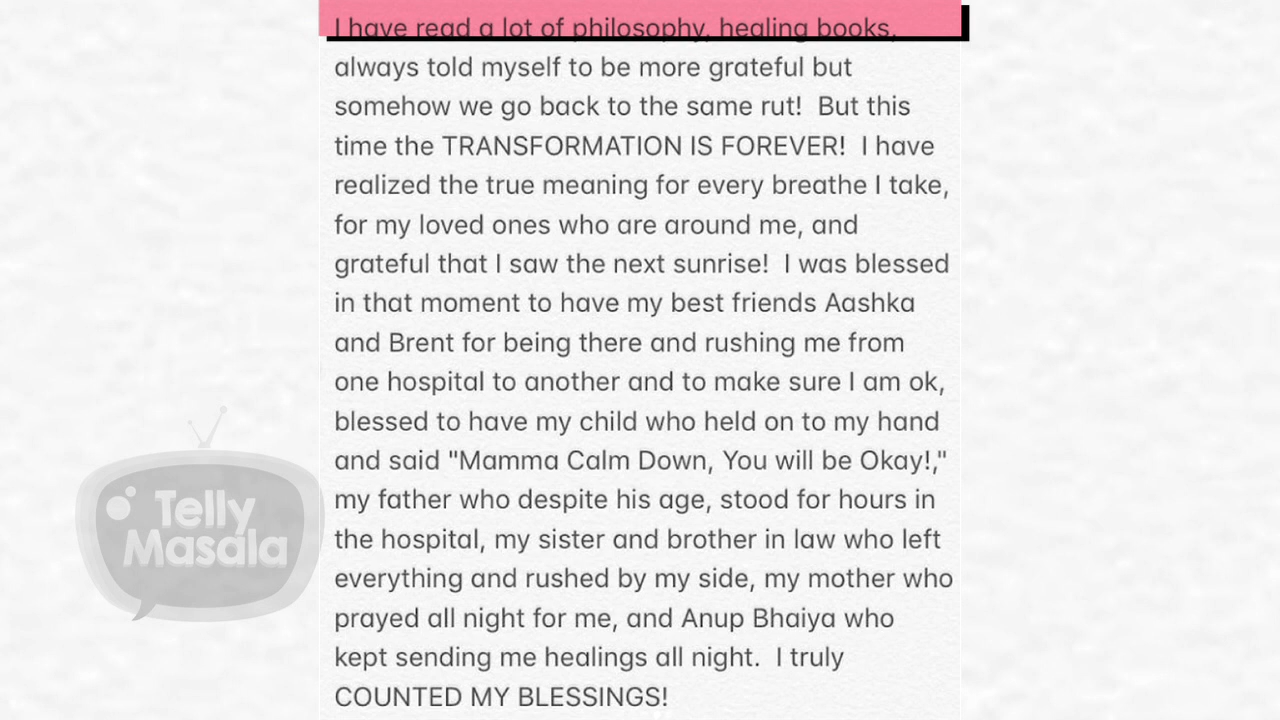 I have read a lot of philosophy, healing books,
always told myself to be more grateful but
somehow we go back to the same rut!  But this
time the TRANSFORMATION IS FOREVER!  I have
realized the true meaning for every breathe I take,
for my loved ones who are around me, and
grateful that I saw the next sunrise!  I was blessed
in that moment to have my best friends Aashka
and Brent for being there and rushing me from
one hospital to another and to make sure I am ok,
blessed to have my child who held on to my hand
and said "Mamma Calm Down, You will be Okay!,"
my father who despite his age, stood for hours in
the hospital, my sister and brother in law who left
everything and rushed by my side, my mother who
prayed all night for me, and Anup Bhaiya who
kept sending me healings all night.  I truly
COUNTED MY BLESSINGS!
Telly
Masala